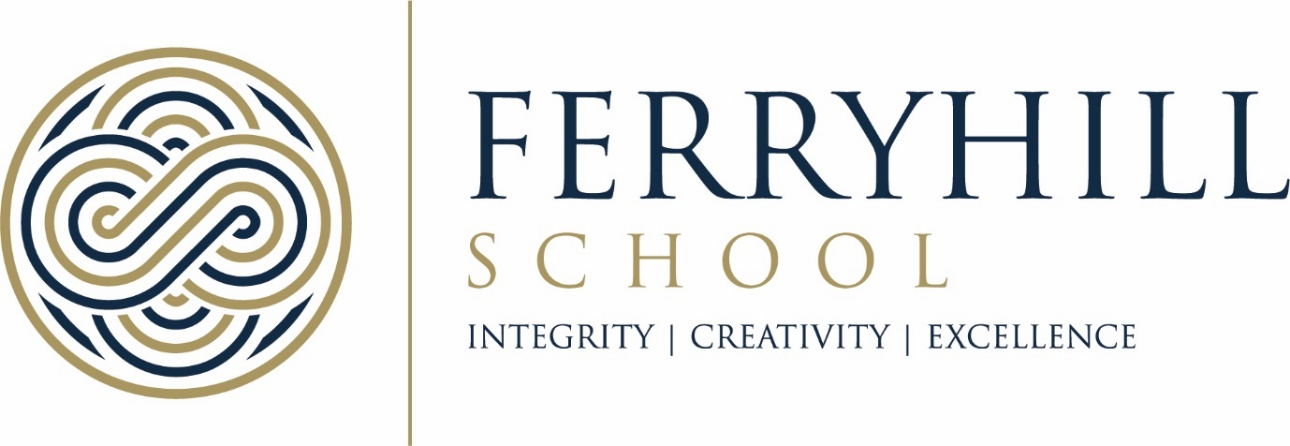 FERRYHILL
SCHOOL
INTEGRITY | CREATIVITY | EXCELLENCE